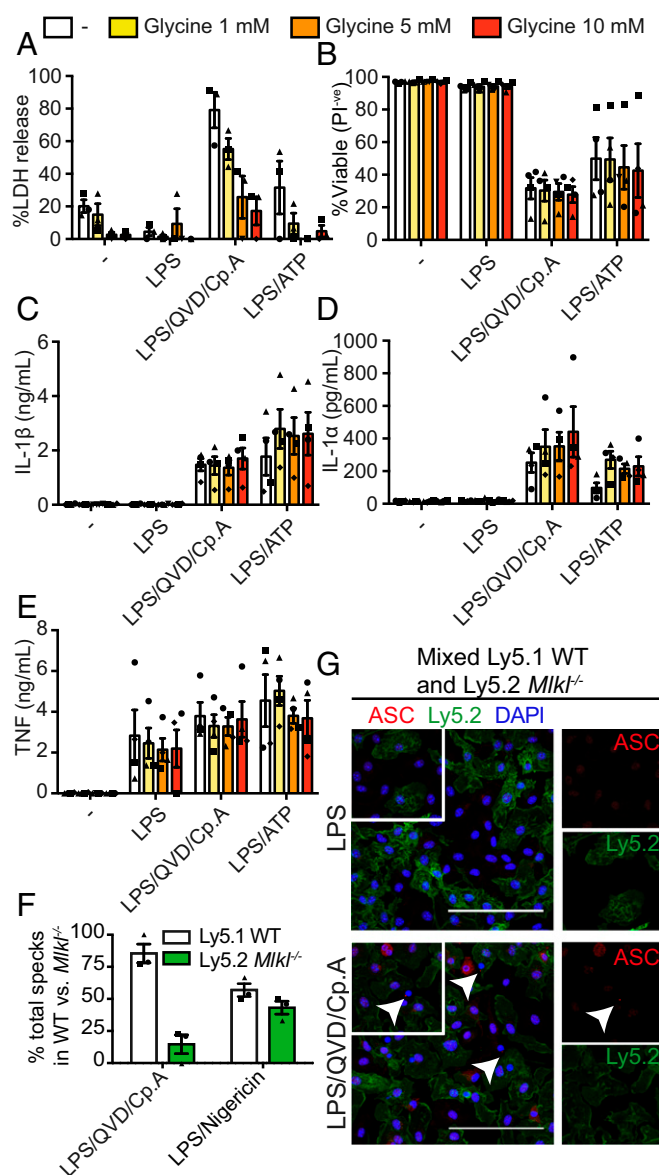 - Glycine 1 mM Glycine 5 mM Glycine 10 mM
A
%LDH release
100
80
60
40
20
0
-
LPS
LPS/QVD/Cp.A
LPS/ATP
B
%Viable (PI-ve)
100
80
60
40
20
0
-
LPS
LPS/QVD/Cp.A
LPS/ATP
C
IL-1β (ng/mL)
6
4
2
0
-
LPS
LPS/QVD/Cp.A
LPS/ATP
D
IL-1α (pg/mL)
1000
800
600
400
200
0
-
LPS
LPS/QVD/Cp.A
LPS/ATP
E
TNF (ng/mL)
8
6
4
2
0
-
LPS
LPS/QVD/Cp.A
LPS/ATP
F
% total specks
in WT vs. Mlkl-/-
100
75
50
25
0
Ly5.1 WT
Ly5.2 Mlkl-/-
LPS/QVD/Cp.A
LPS/Nigericin
G
Mixed Ly5.1 WT
and Ly5.2 Mlkl-/-
ASC Ly5.2 DAPI
LPS
ASC
Ly5.2
LPS/QVD/Cp.A
ASC
Ly5.2